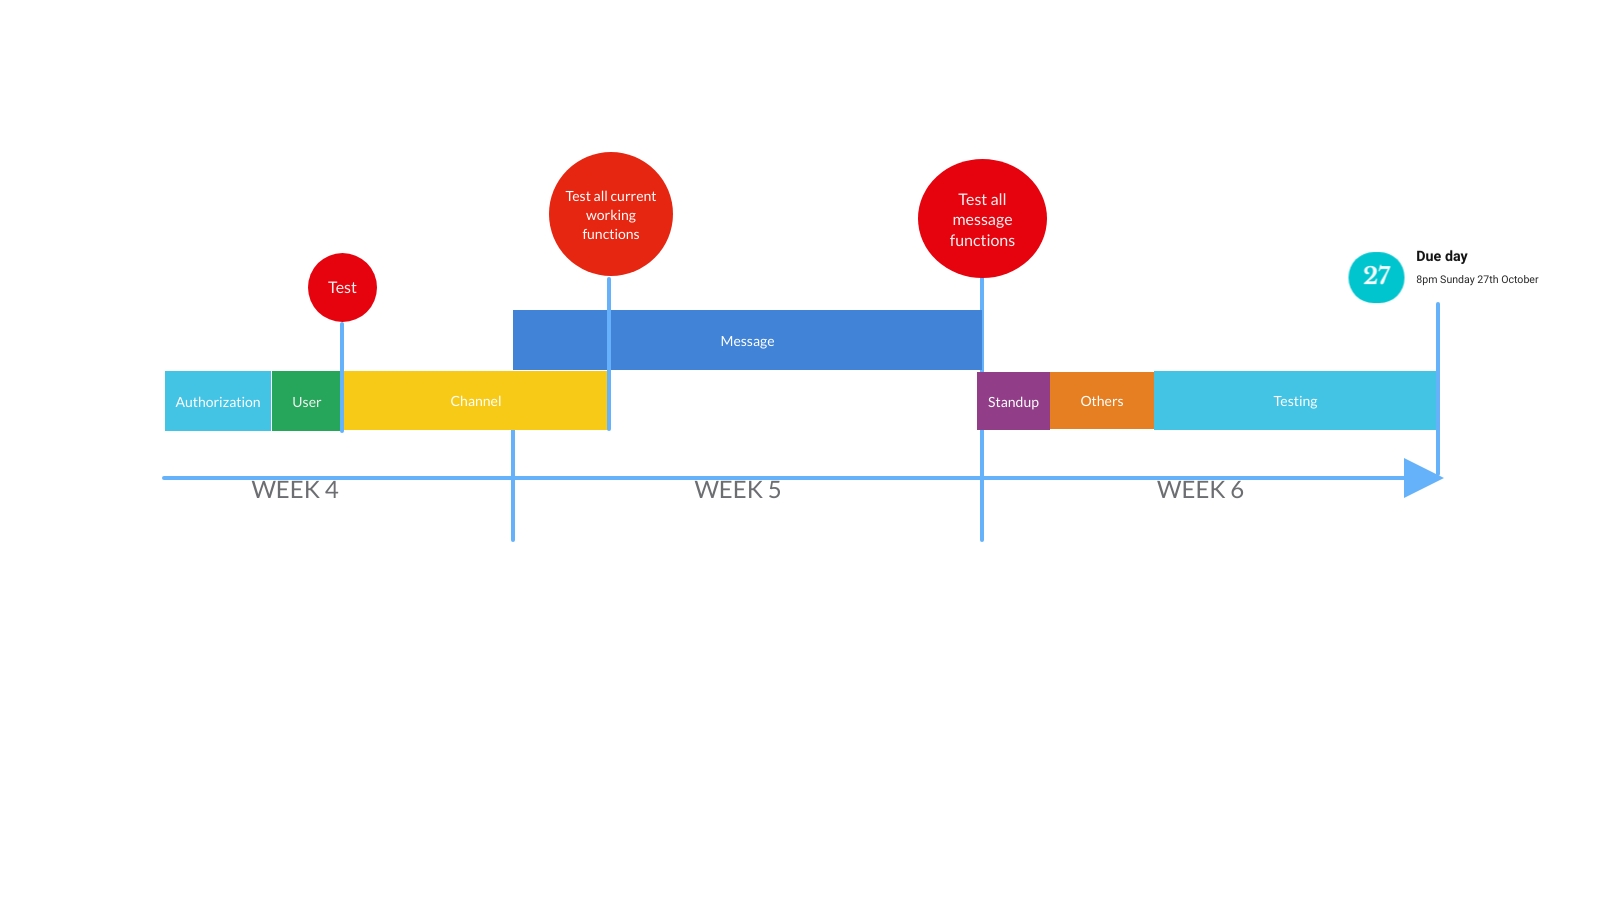 Test all current
working
functions
Test all
message
functions
Test
27
Due day
8pm Sunday 27th October
Message
Authorization
User
Channel
Standup
Others
Testing
WEEK 4
WEEK 5
WEEK 6